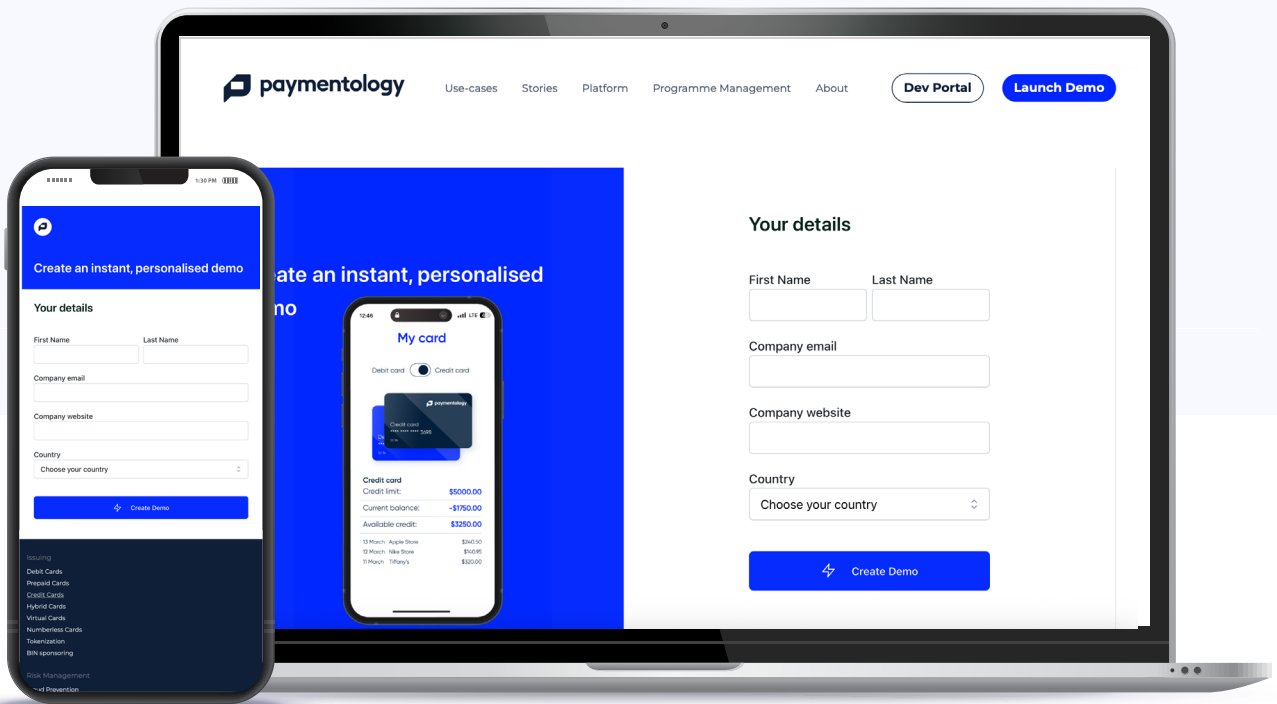 paymentology
Use-cases
Stories
Platform
Programme Management
About
Dev Portal
Launch Demo
eate an instant, personalised
mo
12:46
LTE
My card
Debit card
Credit card
paymentology
Credit card
**** **** **** 5698
Credit card
Credit limit: $5000.00
Current balance: -$1750.00
Available credit: $3250.00
13 March Apple Store $240.50
12 March Nike Store $140.95
11 March Tiffany's $320.00
Your details
First Name
Last Name
Company email
Company website
Country
Choose your country
Create Demo
1:30 PM
Create an instant, personalised demo
Your details
First Name
Last Name
Company email
Company website
Country
Choose your country
Create Demo
Issuing
Debit Cards
Prepaid Cards
Credit Cards
Hybrid Cards
Virtual Cards
Numberless Cards
Tokenization
BIN sponsoring
Risk Management
ud Prevention